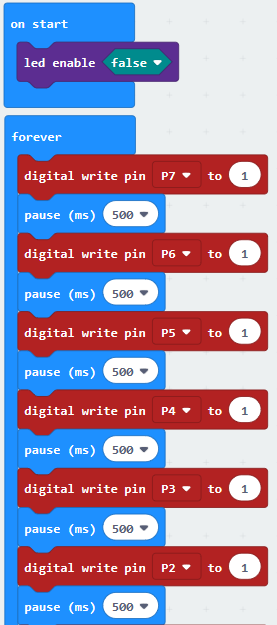 on start
led enable false
forever
digital write pin P7 to 1
pause (ms) 500
digital write pin P6 to 1
pause (ms) 500
digital write pin P5 to 1
pause (ms) 500
digital write pin P4 to 1
pause (ms) 500
digital write pin P3 to 1
pause (ms) 500
digital write pin P2 to 1
pause (ms) 500